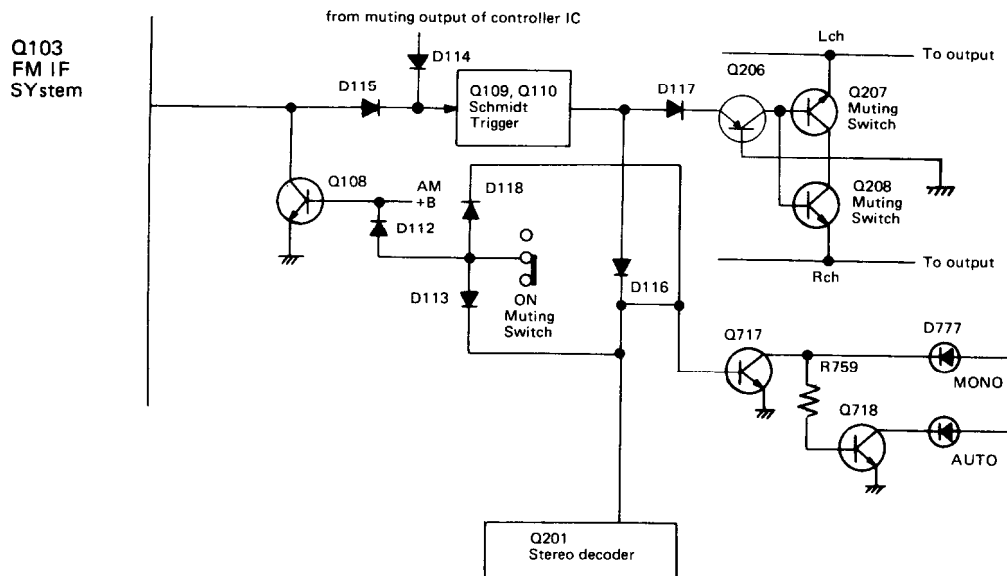 from muting output of controller IC
Q103
FM IF
SYstem
D114
D115
Q109, Q110
Schmidt
Trigger
D117
Q206
Lch
To output
Q207
Muting
Switch
Q108
AM
+B
D112
D118
Q208
Muting
Switch
D113
ON
Muting
Switch
D116
Rch
To output
Q717
D777
R759
MONO
Q718
AUTO
Q201
Stereo decoder